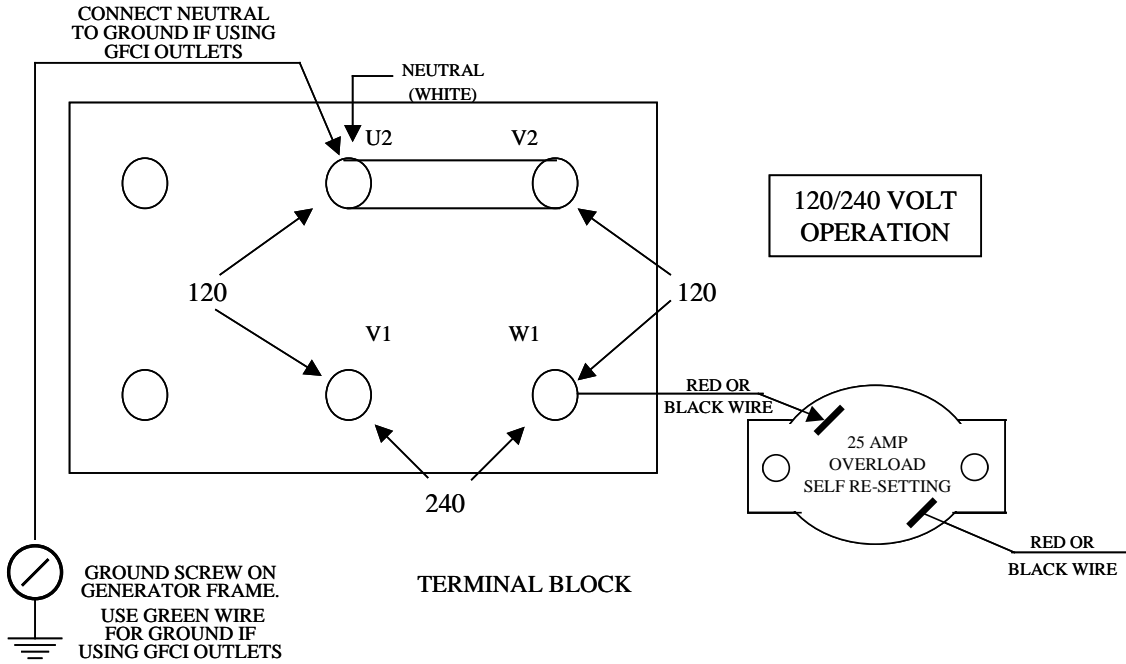 CONNECT NEUTRAL
TO GROUND IF USING
GFCI OUTLETS
NEUTRAL
(WHITE)
U2
V2
120/240 VOLT
OPERATION
120
120
V1
W1
RED OR
BLACK WIRE
25 AMP
OVERLOAD
SELF RE-SETTING
240
RED OR
BLACK WIRE
GROUND SCREW ON
GENERATOR FRAME.
USE GREEN WIRE
FOR GROUND IF
USING GFCI OUTLETS
TERMINAL BLOCK